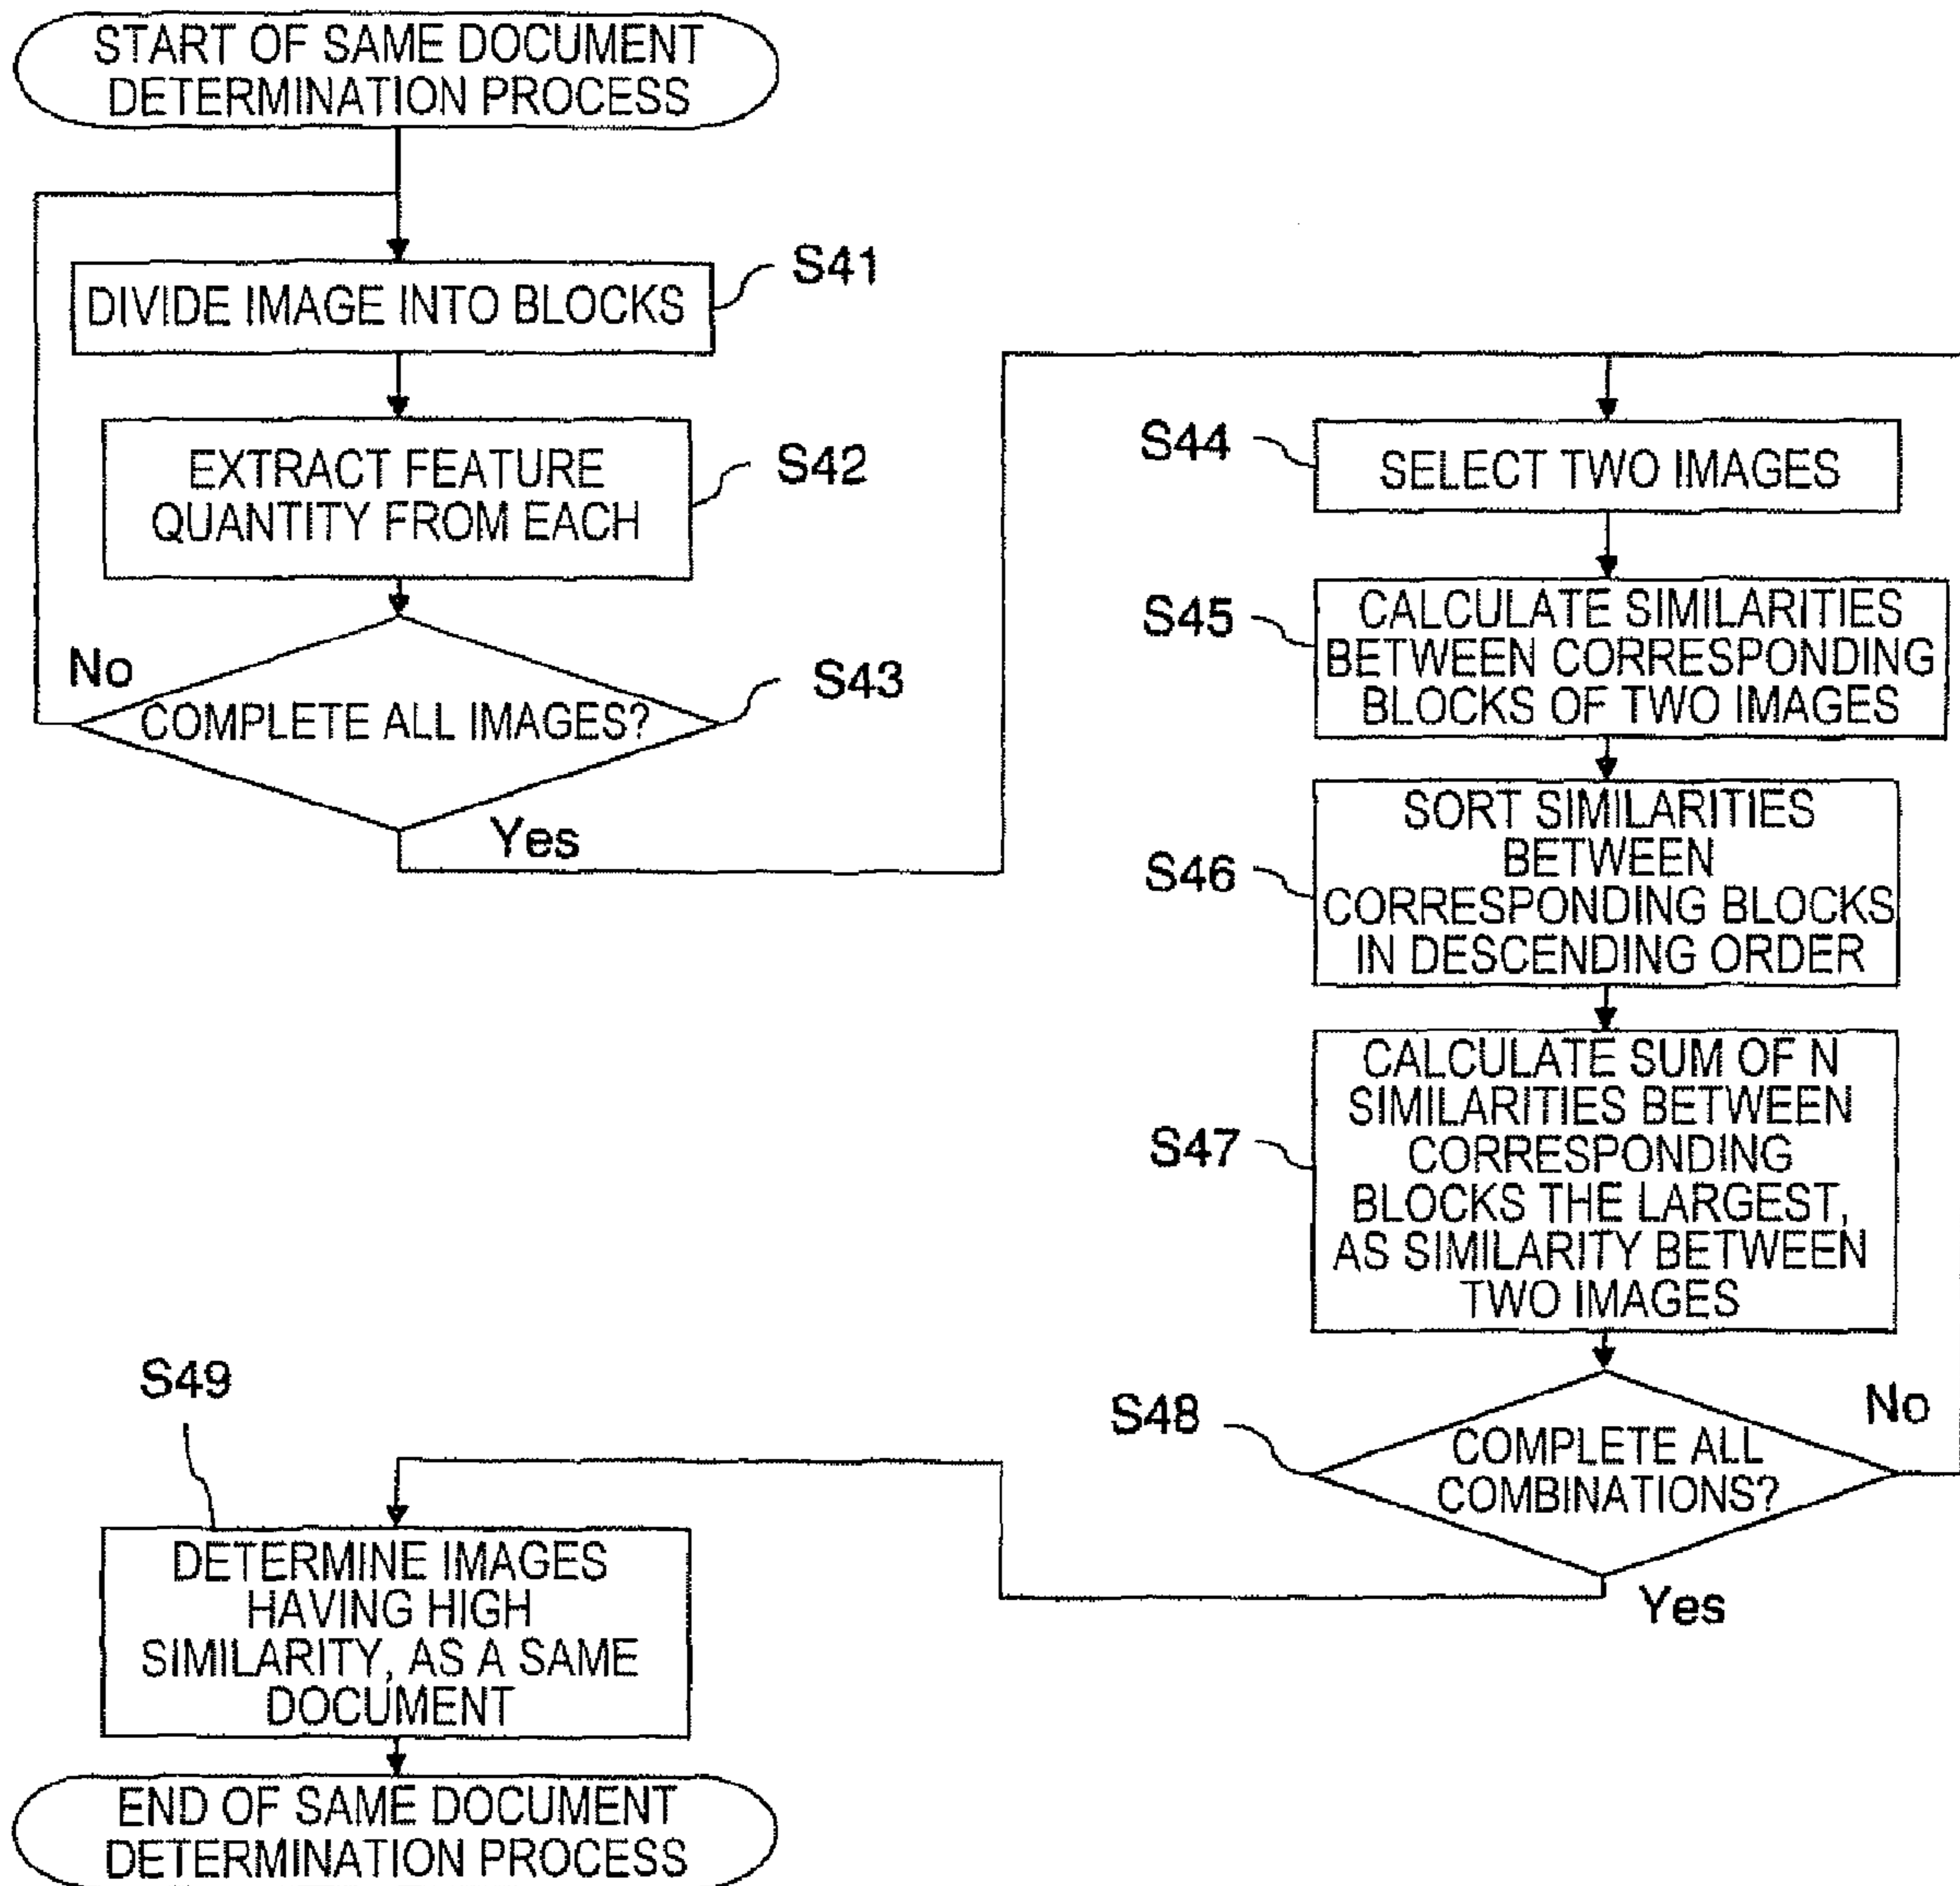 START OF SAME DOCUMENT
DETERMINATION PROCESS
S41
DIVIDE IMAGE INTO BLOCKS
S42
EXTRACT FEATURE
QUANTITY FROM EACH
S43
No
COMPLETE ALL IMAGES?
Yes
S44
SELECT TWO IMAGES
S45
CALCULATE SIMILARITIES
BETWEEN CORRESPONDING
BLOCKS OF TWO IMAGES
S46
SORT SIMILARITIES
BETWEEN
CORRESPONDING BLOCKS
IN DESCENDING ORDER
S47
CALCULATE SUM OF N
SIMILARITIES BETWEEN
CORRESPONDING
BLOCKS THE LARGEST,
AS SIMILARITY BETWEEN
TWO IMAGES
S48
No
COMPLETE ALL
COMBINATIONS?
Yes
S49
DETERMINE IMAGES
HAVING HIGH
SIMILARITY, AS A SAME
DOCUMENT
END OF SAME DOCUMENT
DETERMINATION PROCESS